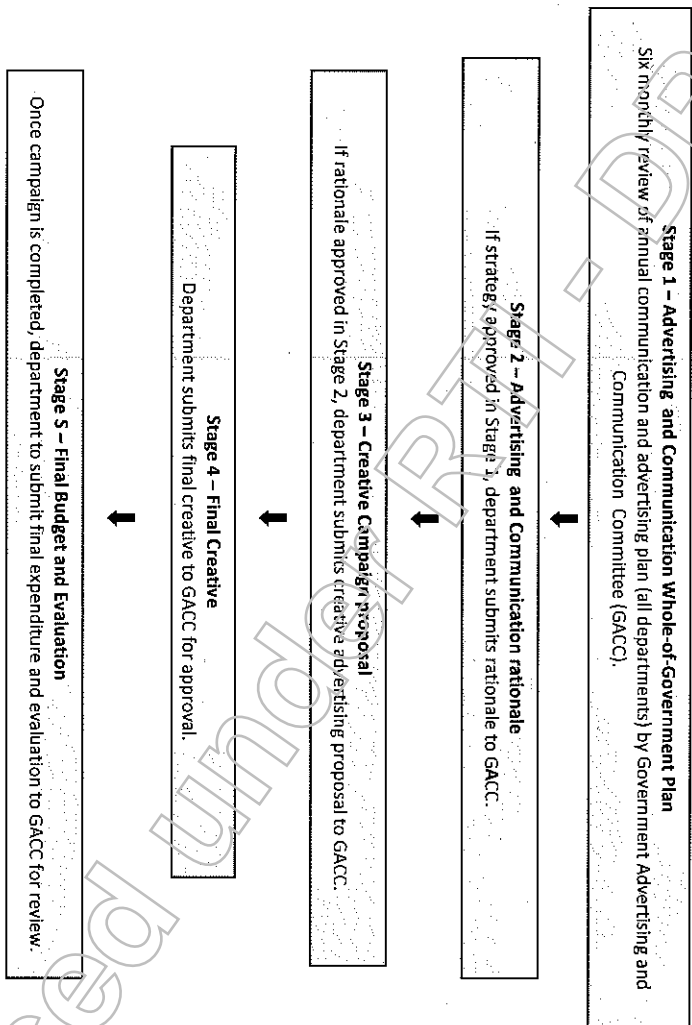 Stage 1 – Advertising and Communication Whole-of-Government Plan
Six monthly review of annual communication and advertising plan (all departments) by Government Advertising and
Communication Committee (GACC).
Stage 2 – Advertising and Communication rationale
If strategy approved in Stage 1, department submits rationale to GACC.
Stage 3 – Creative Campaign proposal
If rationale approved in Stage 2, department submits creative advertising proposal to GACC.
Stage 4 – Final Creative
Department submits final creative to GACC for approval.
Stage 5 – Final Budget and Evaluation
Once campaign is completed, department to submit final expenditure and evaluation to GACC for review.
sed under RTI - DP